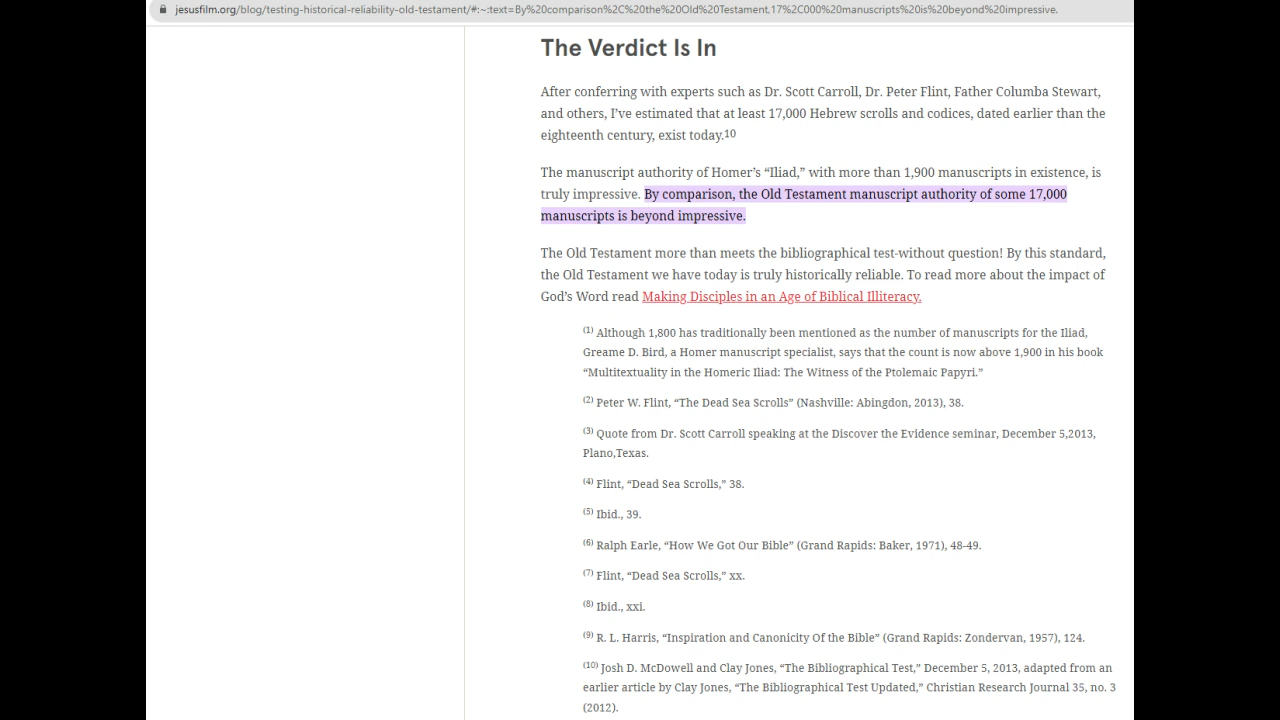 jesusfilm.org/blog/testing-historical-reliability-old-testament/#:~:text=By%20comparison%2C%20the%20Old%20Testament,17%2C000%20manuscripts%20is%20beyond%20impressive.
The Verdict Is In
After conferring with experts such as Dr. Scott Carroll, Dr. Peter Flint, Father Columba Stewart,
and others, I’ve estimated that at least 17,000 Hebrew scrolls and codices, dated earlier than the
eighteenth century, exist today.10
The manuscript authority of Homer’s “Iliad,” with more than 1,900 manuscripts in existence, is
truly impressive. By comparison, the Old Testament manuscript authority of some 17,000
manuscripts is beyond impressive.
The Old Testament more than meets the bibliographical test-without question! By this standard,
the Old Testament we have today is truly historically reliable. To read more about the impact of
God’s Word read Making Disciples in an Age of Biblical Illiteracy.
(1) Although 1,800 has traditionally been mentioned as the number of manuscripts for the Iliad,
Greame D. Bird, a Homer manuscript specialist, says that the count is now above 1,900 in his book
“Multitextuality in the Homeric Iliad: The Witness of the Ptolemaic Papyri.”
(2) Peter W. Flint, “The Dead Sea Scrolls” (Nashville: Abingdon, 2013), 38.
(3) Quote from Dr. Scott Carroll speaking at the Discover the Evidence seminar, December 5,2013,
Plano,Texas.
(4) Flint, “Dead Sea Scrolls,” 38.
(5) Ibid., 39.
(6) Ralph Earle, “How We Got Our Bible” (Grand Rapids: Baker, 1971), 48-49.
(7) Flint, “Dead Sea Scrolls,” xx.
(8) Ibid., xxi.
(9) R. L. Harris, “Inspiration and Canonicity Of the Bible” (Grand Rapids: Zondervan, 1957), 124.
(10) Josh D. McDowell and Clay Jones, “The Bibliographical Test,” December 5, 2013, adapted from an
earlier article by Clay Jones, “The Bibliographical Test Updated,” Christian Research Journal 35, no. 3
(2012).